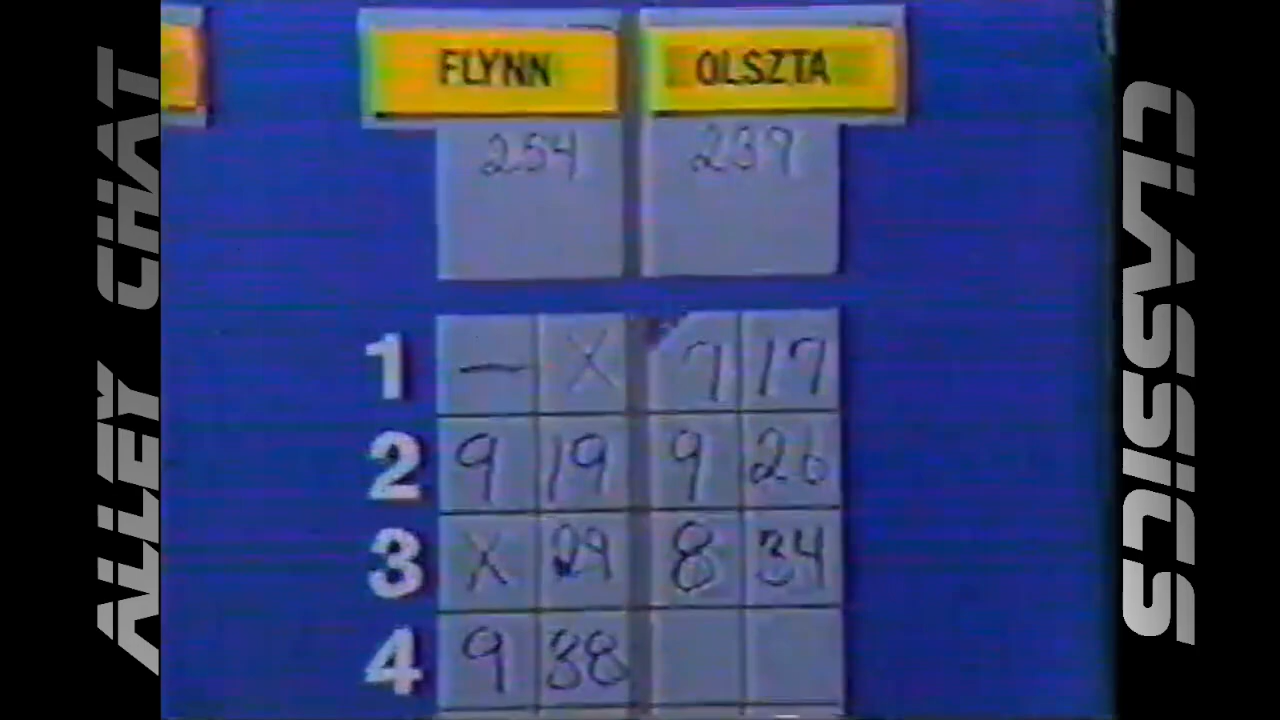 ALLEY CHAT
FLYNN OLSZTA
254 239
1 — X 7 17
2 9 19 9 26
3 X 29 8 34
4 9 38
CLASSICS